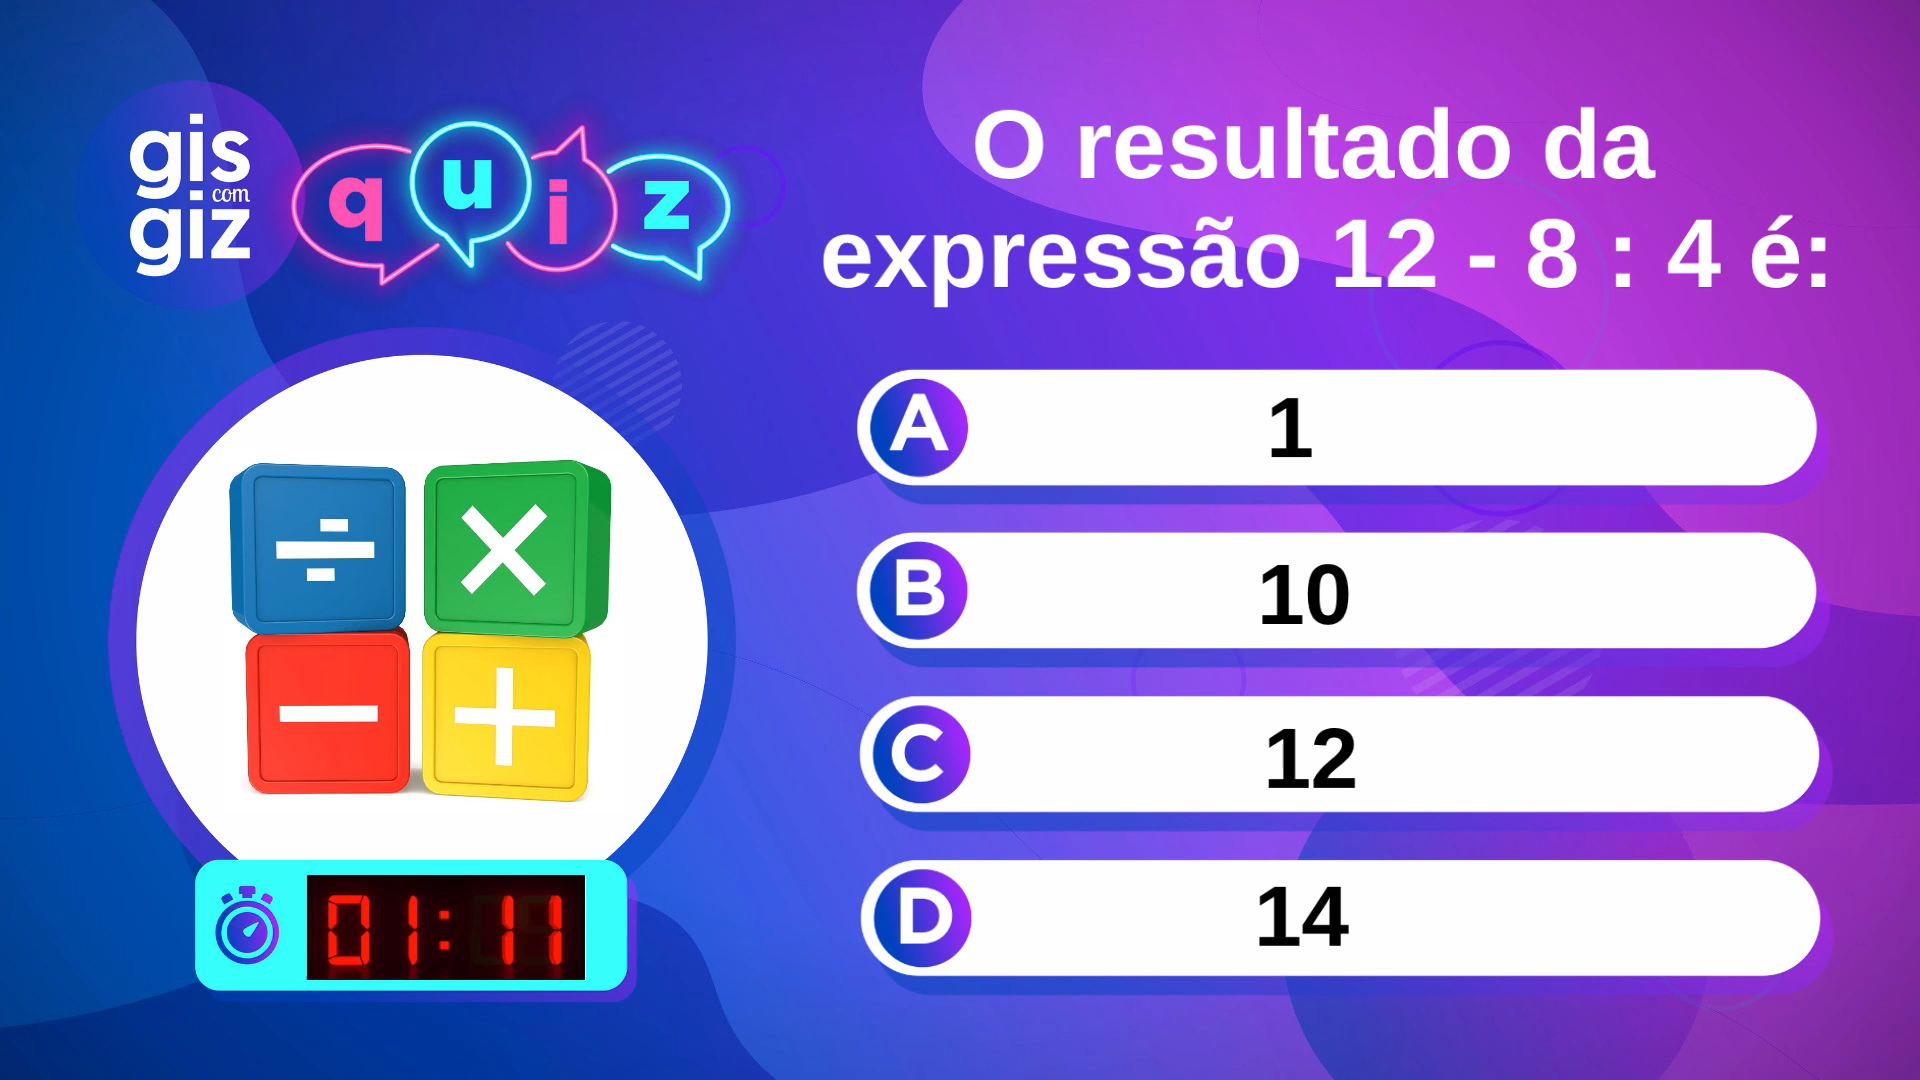 gis
com
giz
quiz
O resultado da
expressão 12 - 8 : 4 é:
A 1
B 10
C 12
D 14
01:11